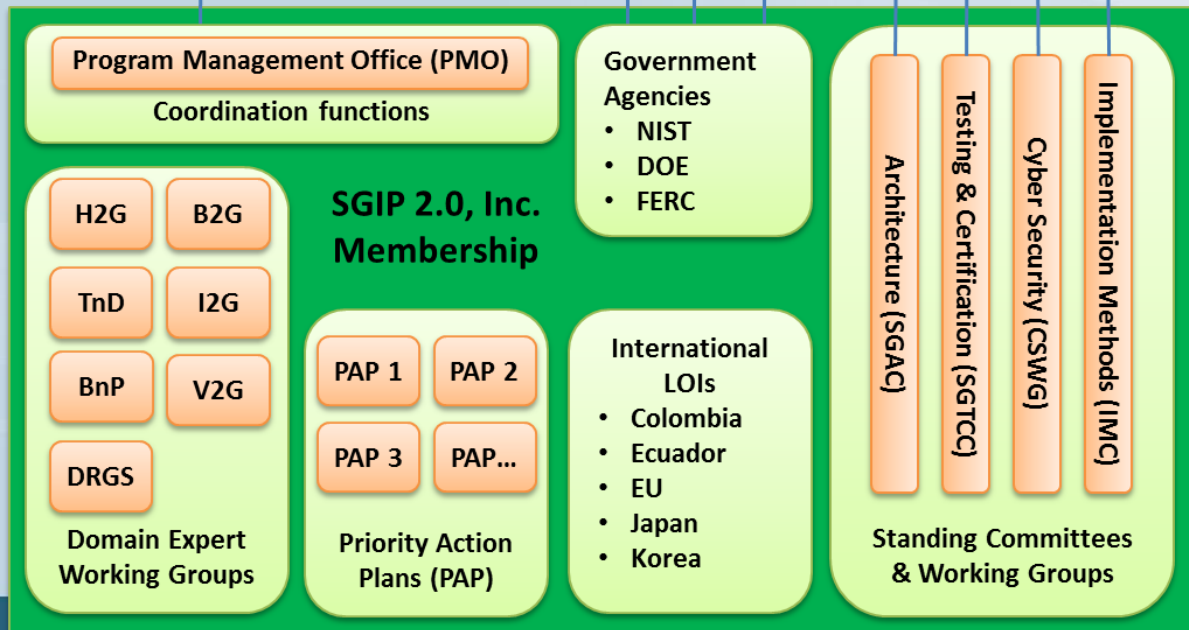 Program Management Office (PMO)
Coordination functions
Government
Agencies
• NIST
• DOE
• FERC
SGIP 2.0, Inc.
Membership
H2G
B2G
TnD
I2G
BnP
V2G
DRGS
Domain Expert
Working Groups
PAP 1
PAP 2
PAP 3
PAP...
Priority Action
Plans (PAP)
International
LOIs
• Colombia
• Ecuador
• EU
• Japan
• Korea
Architecture (SGAC)
Testing & Certification (SGTCC)
Cyber Security (CSWG)
Implementation Methods (IMC)
Standing Committees
& Working Groups